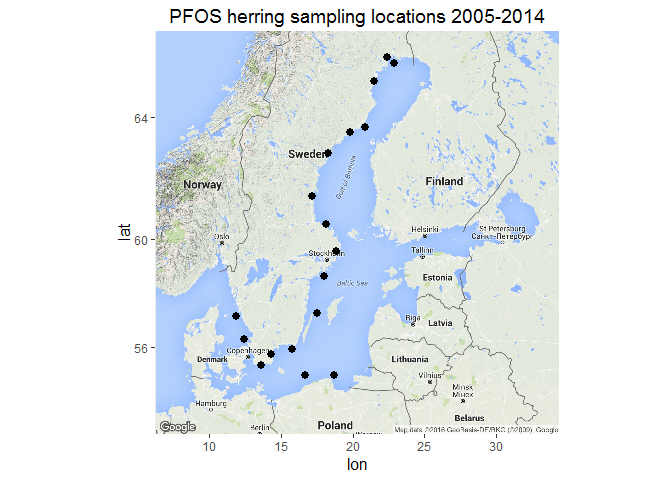 PFOS herring sampling locations 2005-2014
64
60
56
lat
Sweden
Norway
Finland
Gulf of Bothnia
Oslo
Helsinki
St Petersburg
Санкт-Петербург
Tallinn
Stockholm
Estonia
Baltic Sea
Riga
Latvia
Copenhagen
Denmark
Lithuania
Vilnius
Minsk
Минск
Hamburg
Berlin
Poland
Warsaw
Belarus
Google
Map data ©2016 GeoBasis-DE/BKG (©2009), Google
10
15
20
25
30
lon